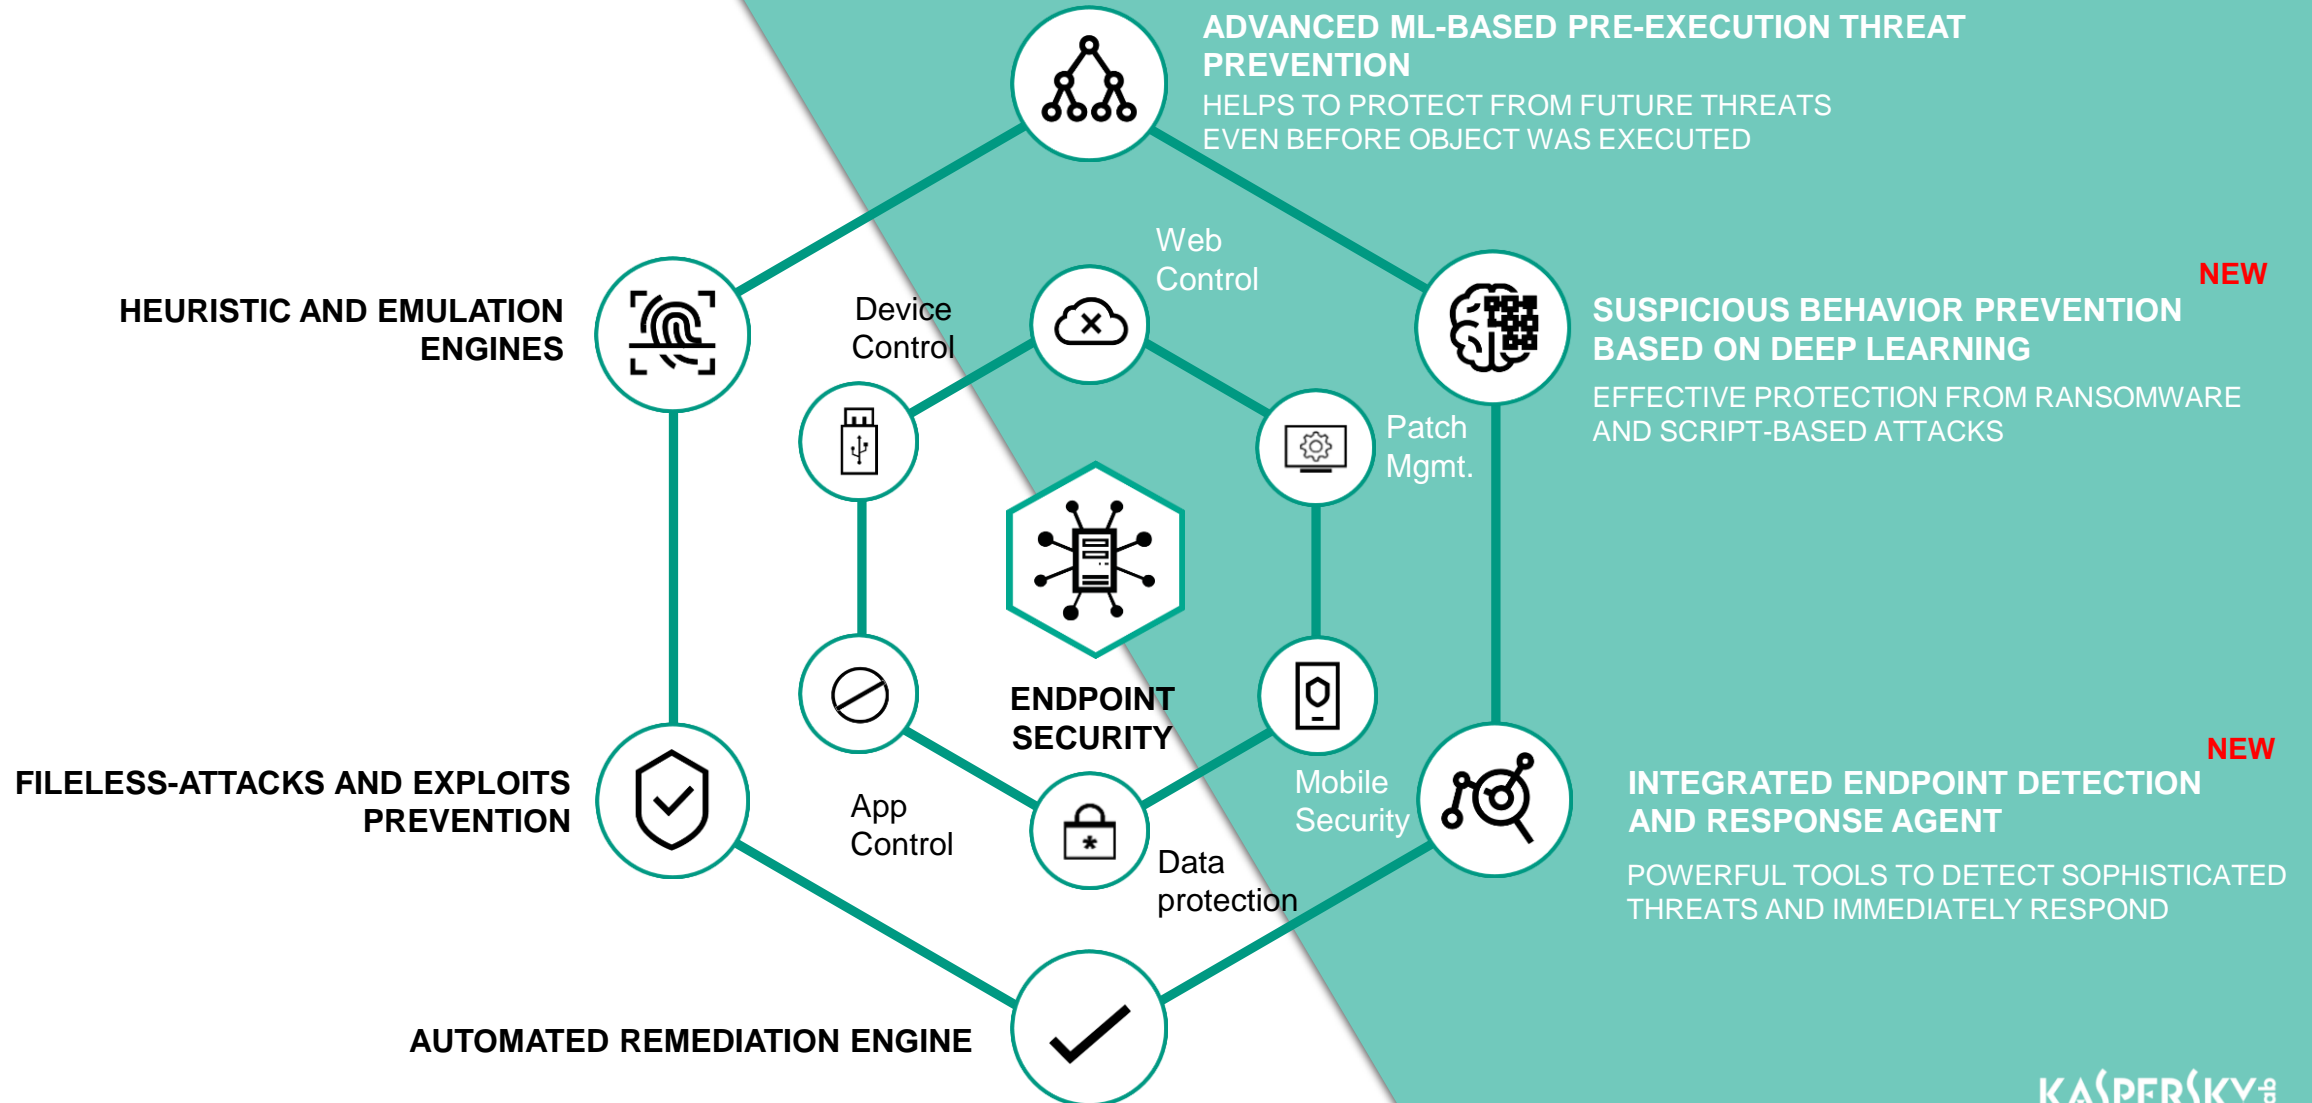 ADVANCED ML-BASED PRE-EXECUTION THREAT
PREVENTION
HELPS TO PROTECT FROM FUTURE THREATS
EVEN BEFORE OBJECT WAS EXECUTED
Web
Control
NEW
HEURISTIC AND EMULATION
ENGINES
Device
Control
SUSPICIOUS BEHAVIOR PREVENTION
BASED ON DEEP LEARNING
EFFECTIVE PROTECTION FROM RANSOMWARE
AND SCRIPT-BASED ATTACKS
Patch
Mgmt.
ENDPOINT
SECURITY
NEW
FILELESS-ATTACKS AND EXPLOITS
PREVENTION
App
Control
*
Data
protection
Mobile
Security
INTEGRATED ENDPOINT DETECTION
AND RESPONSE AGENT
POWERFUL TOOLS TO DETECT SOPHISTICATED
THREATS AND IMMEDIATELY RESPOND
AUTOMATED REMEDIATION ENGINE
KASPERSKY lab